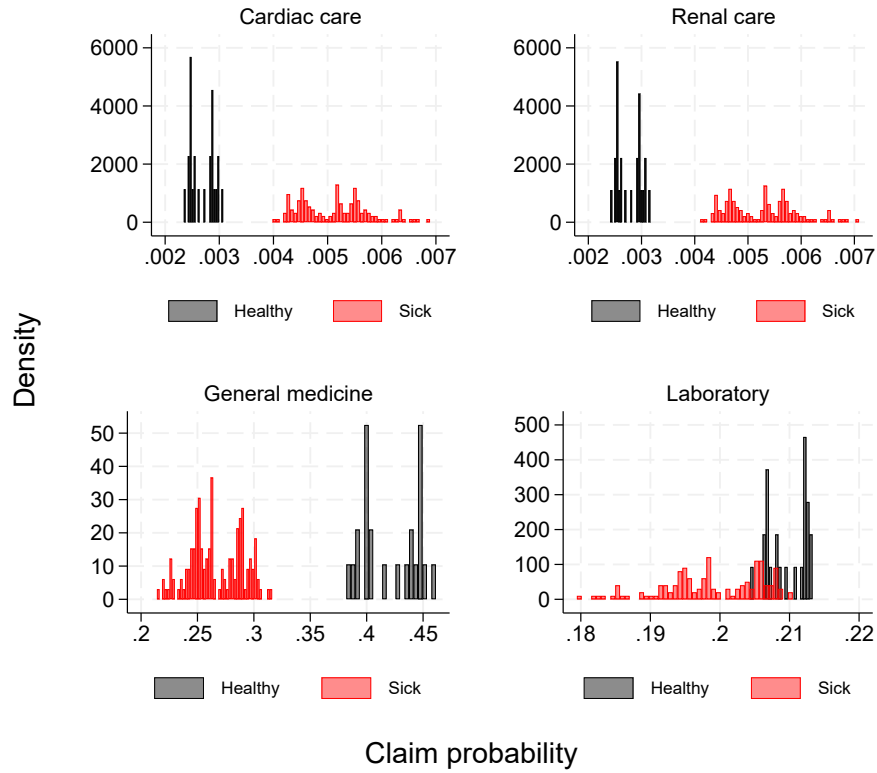 Cardiac care
6000
4000
2000
0
.002 .003 .004 .005 .006 .007
Healthy Sick
Renal care
6000
4000
2000
0
.002 .003 .004 .005 .006 .007
Healthy Sick
Density
General medicine
50
40
30
20
10
0
.2 .25 .3 .35 .4 .45
Healthy Sick
Laboratory
500
400
300
200
100
0
.18 .19 .2 .21 .22
Healthy Sick
Claim probability